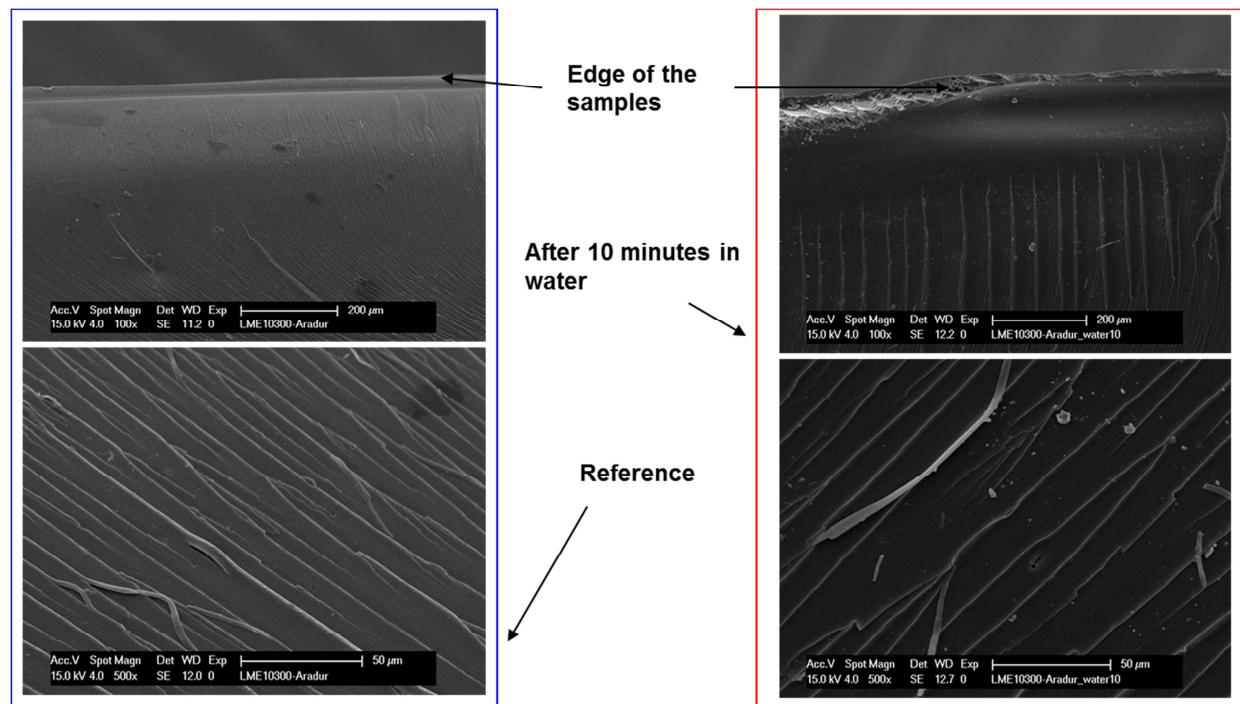 Edge of the
samples
After 10 minutes in
water
Reference
Acc.V Spot Magn Det WD Exp 200 µm
15.0 kV 4.0 100x SE 11.2 0 LME10300-Aradur
Acc.V Spot Magn Det WD Exp 200 µm
15.0 kV 4.0 100x SE 12.2 0 LME10300-Aradur_water10
Acc.V Spot Magn Det WD Exp 50 µm
15.0 kV 4.0 500x SE 12.0 0 LME10300-Aradur
Acc.V Spot Magn Det WD Exp 50 µm
15.0 kV 4.0 500x SE 12.7 0 LME10300-Aradur_water10